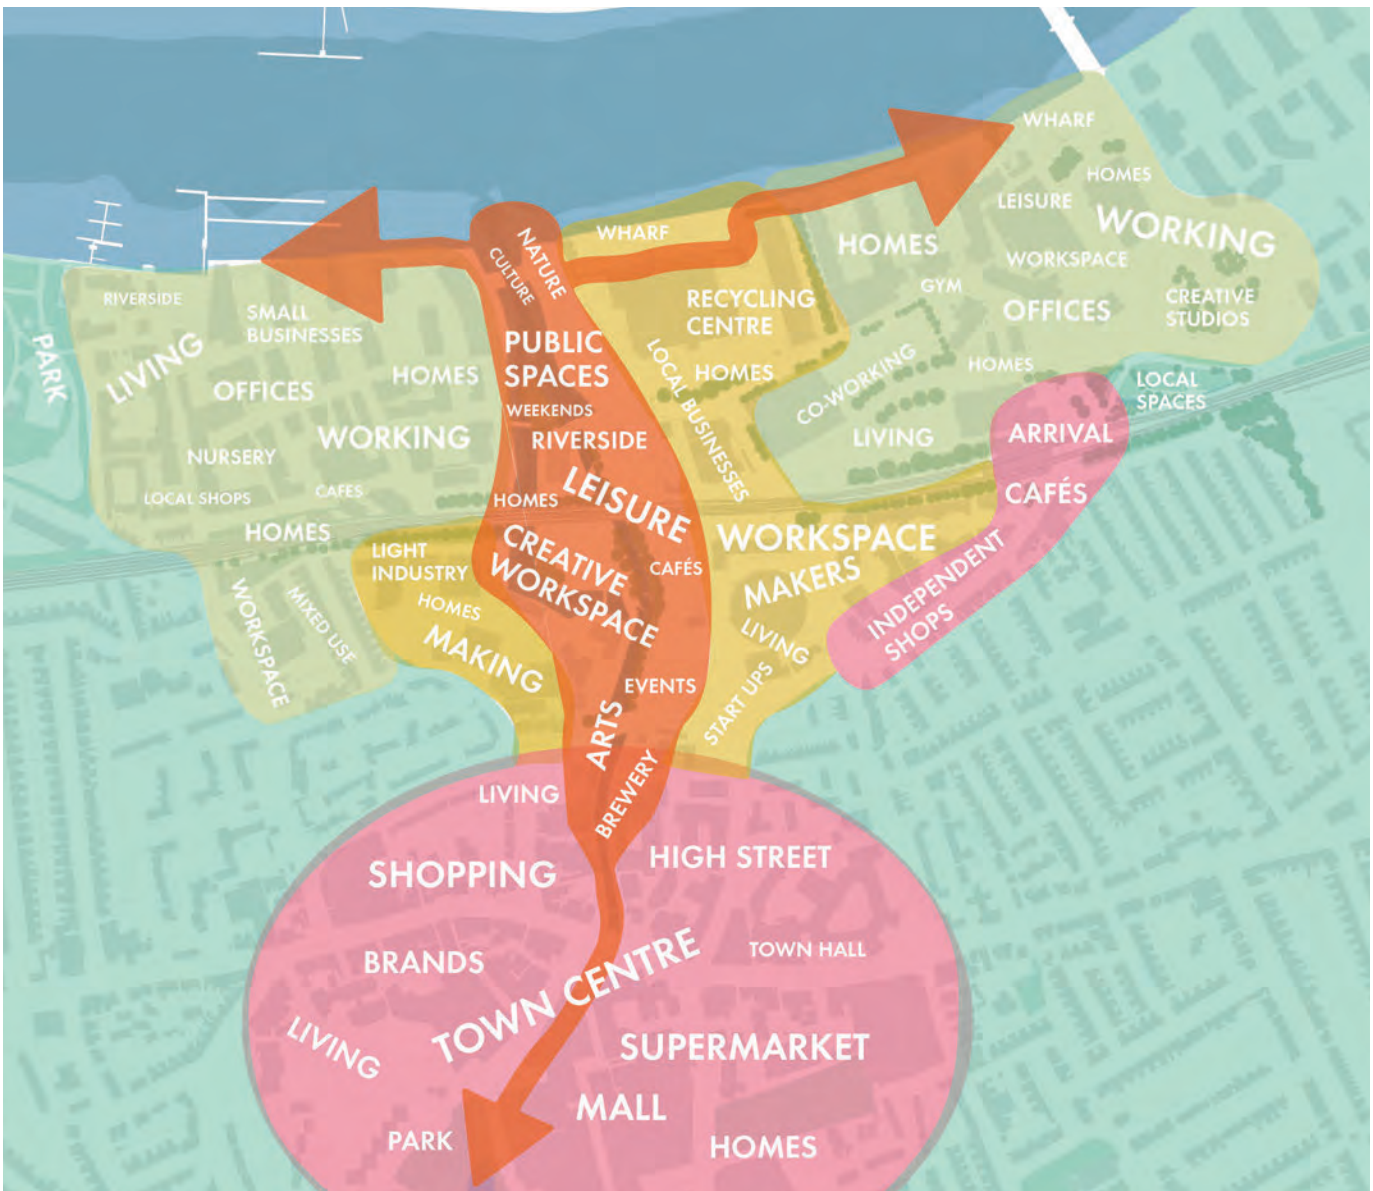 WHARF
HOMES
LEISURE
WORKING
WHARF
HOMES
WORKSPACE
NATURE
CULTURE
RIVERSIDE
SMALL
BUSINESSES
RECYCLING
CENTRE
GYM
OFFICES
CREATIVE
STUDIOS
PARK
LIVING
OFFICES
HOMES
PUBLIC
SPACES
LOCAL BUSINESSES
HOMES
CO-WORKING
HOMES
LOCAL
SPACES
WEEKENDS
RIVERSIDE
WORKING
LIVING
ARRIVAL
NURSERY
LOCAL SHOPS
CAFES
HOMES
LEISURE
CAFÉS
HOMES
LIGHT
INDUSTRY
CREATIVE
WORKSPACE
CAFÉS
WORKSPACE
MAKERS
INDEPENDENT
SHOPS
WORKSPACE
MIXED USE
HOMES
MAKING
LIVING
EVENTS
START UPS
ARTS
BREWERY
LIVING
SHOPPING
HIGH STREET
BRANDS
TOWN CENTRE
TOWN HALL
LIVING
SUPERMARKET
MALL
PARK
HOMES